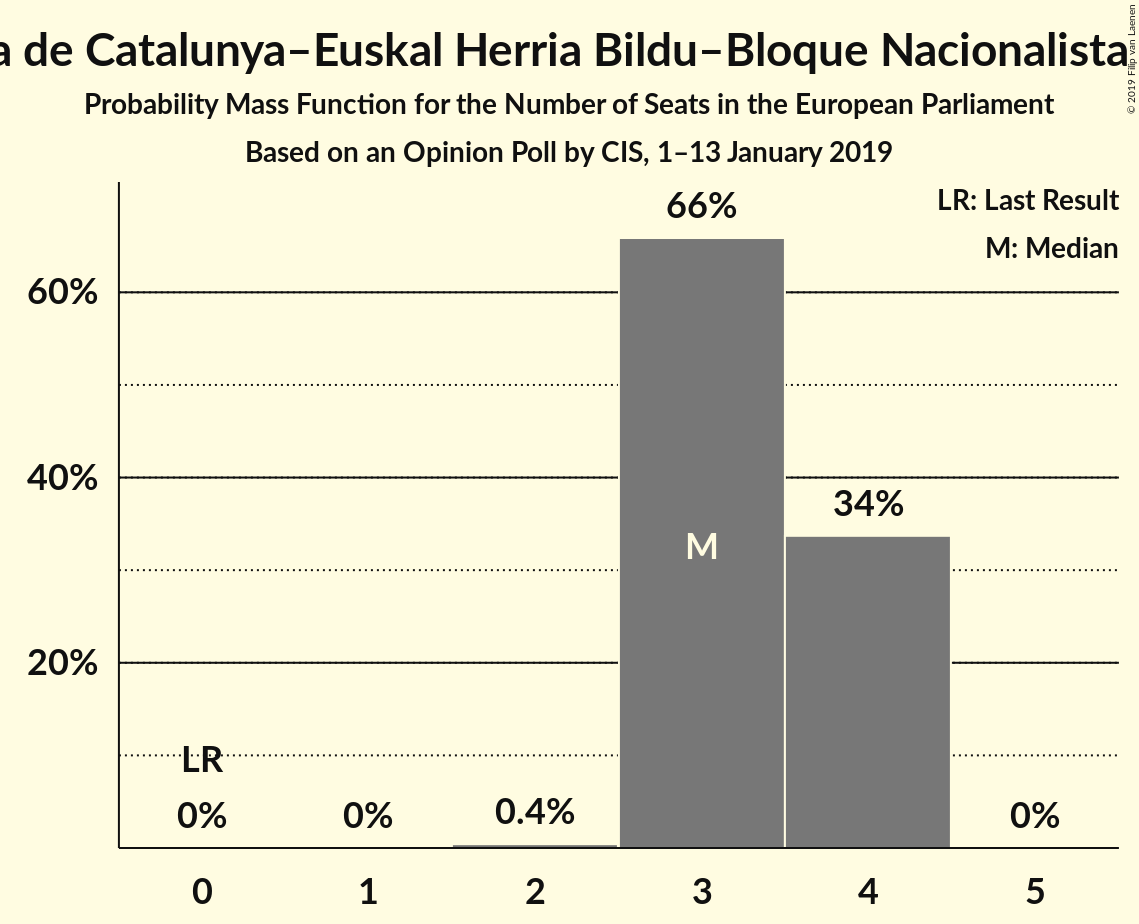 a de Catalunya–Euskal Herria Bildu–Bloque Nacionalista
Probability Mass Function for the Number of Seats in the European Parliament
Based on an Opinion Poll by CIS, 1–13 January 2019
© 2019 Filip van Laenen
LR: Last Result
M: Median
60%
40%
20%
66%
34%
M
LR
0%
0%
0.4%
0%
0
1
2
3
4
5